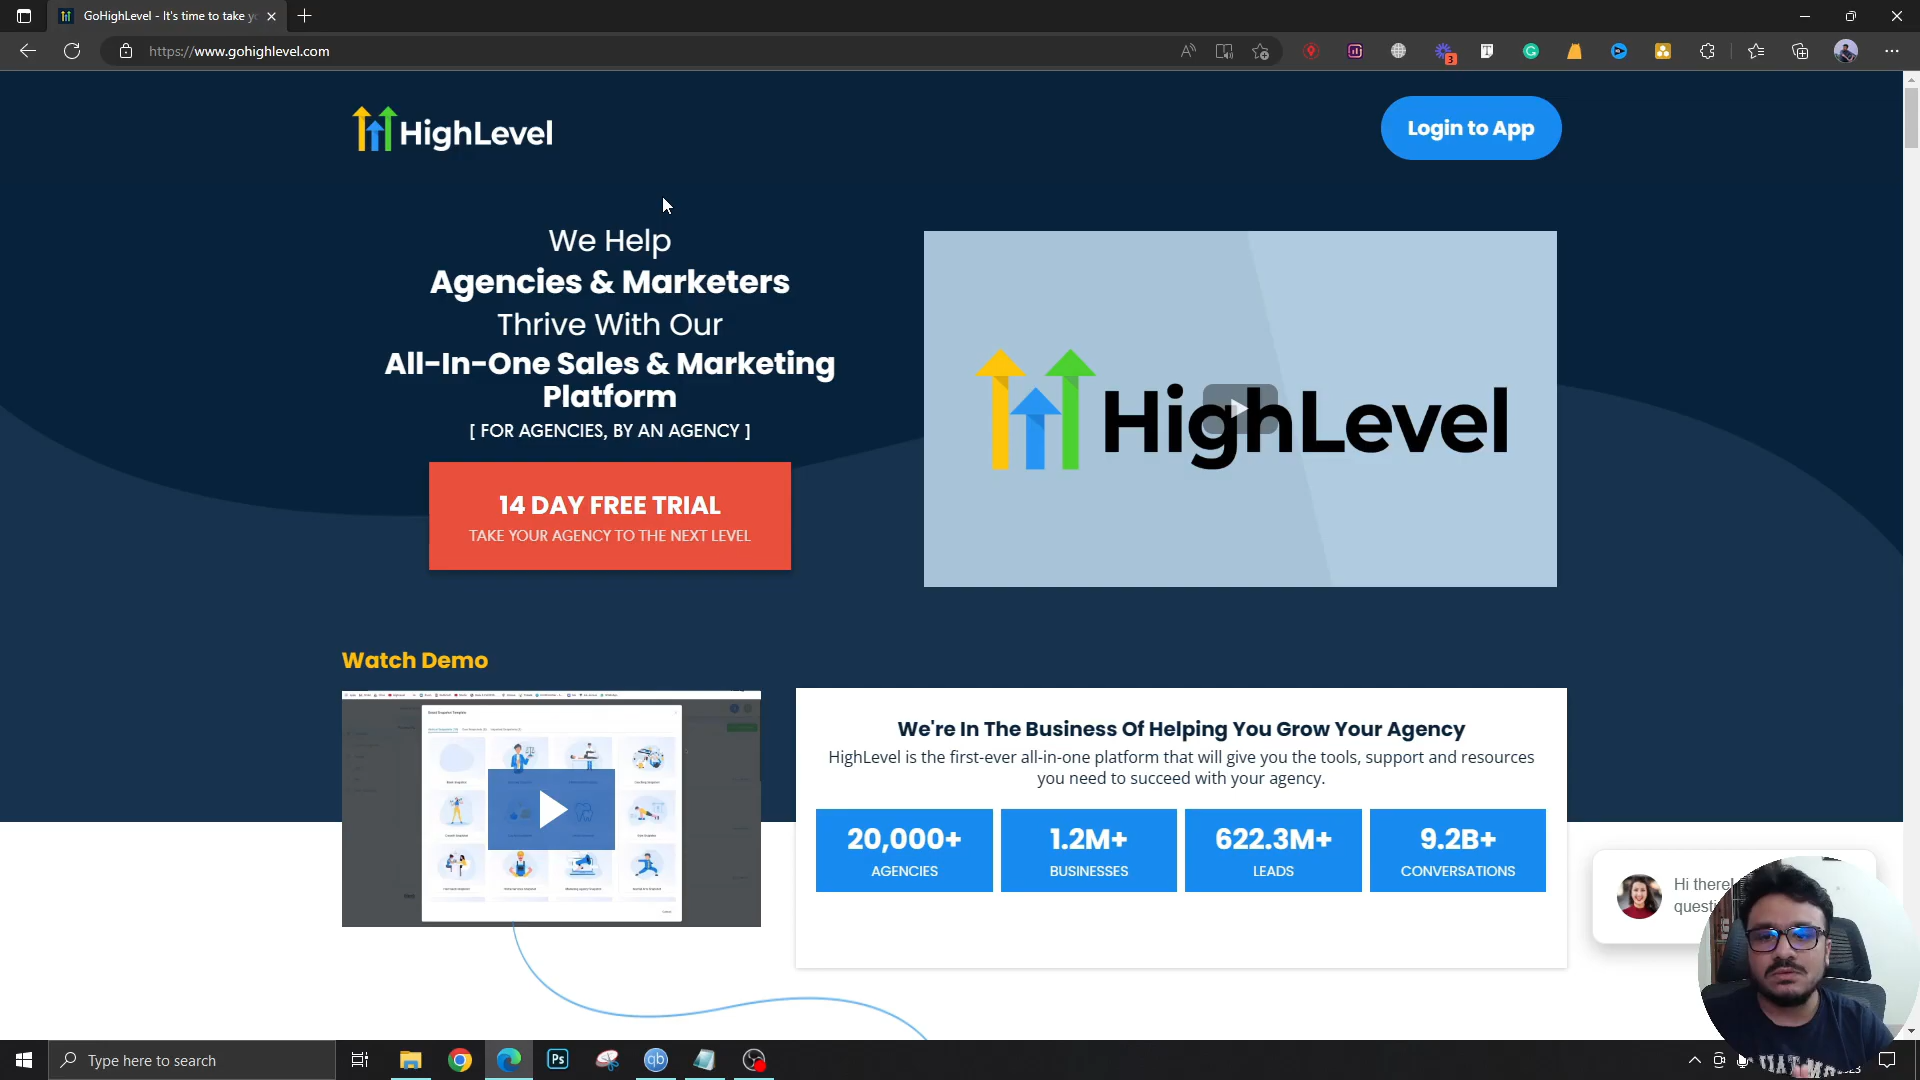 GoHighLevel - It's time to take yo
https://www.gohighlevel.com
3
HighLevel
Login to App
We Help
Agencies & Marketers
Thrive With Our
All-In-One Sales & Marketing
Platform
[ FOR AGENCIES, BY AN AGENCY ]
14 DAY FREE TRIAL
TAKE YOUR AGENCY TO THE NEXT LEVEL
HighLevel
Watch Demo
We're In The Business Of Helping You Grow Your Agency
HighLevel is the first-ever all-in-one platform that will give you the tools, support and resources
you need to succeed with your agency.
20,000+
AGENCIES
1.2M+
BUSINESSES
622.3M+
LEADS
9.2B+
CONVERSATIONS
Hi there!
questi
Type here to search
Ps
qb